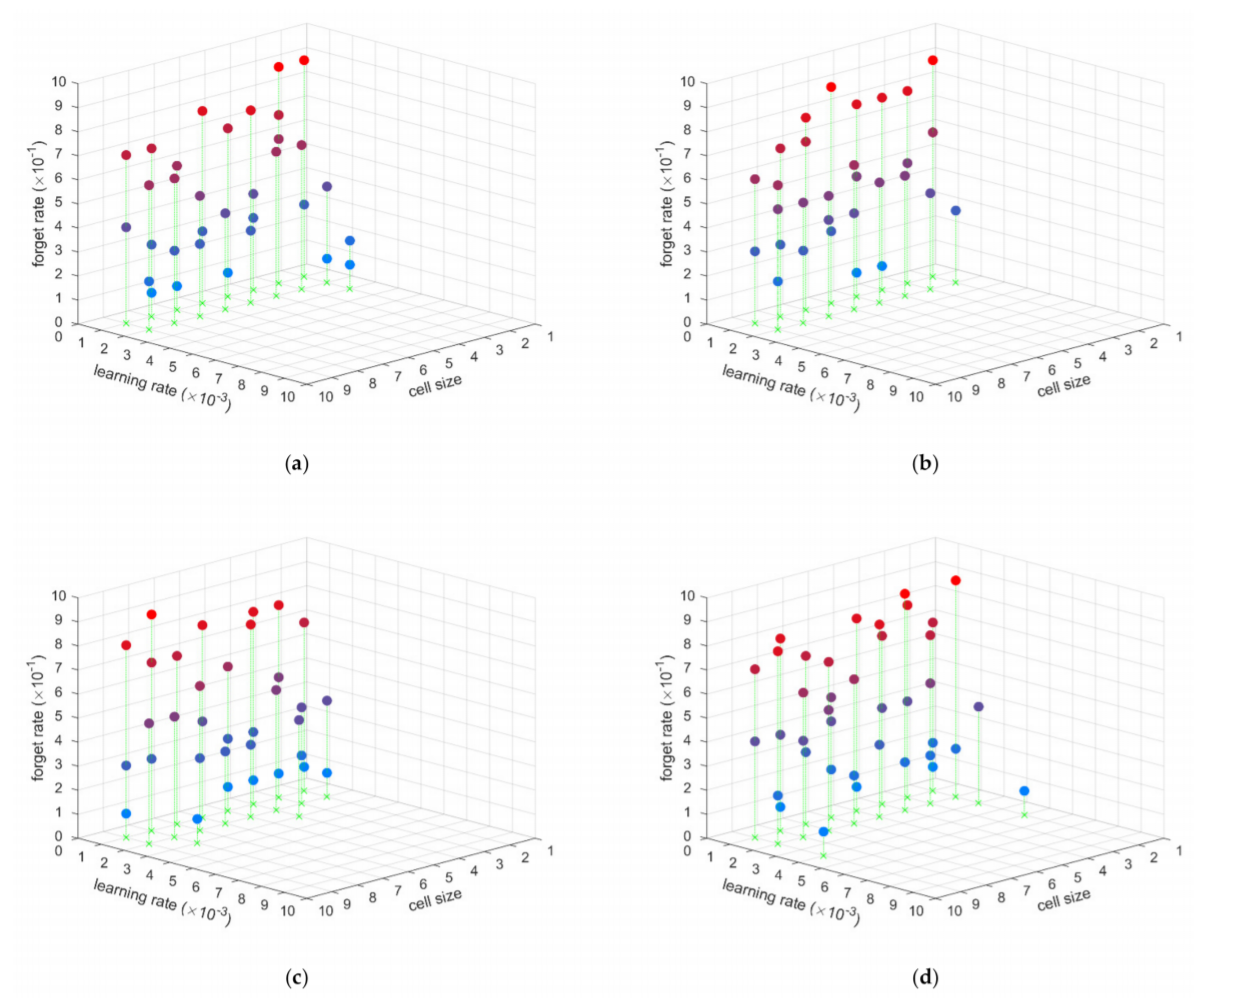 10
9
8
7
6
5
4
3
2
1
0
forget rate (×10⁻¹)
0 1 2 3 4 5 6 7 8 9 10
learning rate (×10⁻³)
10 9 8 7 6 5 4 3 2 1
cell size
(a)
10
9
8
7
6
5
4
3
2
1
0
forget rate (×10⁻¹)
0 1 2 3 4 5 6 7 8 9 10
learning rate (×10⁻³)
10 9 8 7 6 5 4 3 2 1
cell size
(b)
10
9
8
7
6
5
4
3
2
1
0
forget rate (×10⁻¹)
0 1 2 3 4 5 6 7 8 9 10
learning rate (×10⁻³)
10 9 8 7 6 5 4 3 2 1
cell size
(c)
10
9
8
7
6
5
4
3
2
1
0
forget rate (×10⁻¹)
0 1 2 3 4 5 6 7 8 9 10
learning rate (×10⁻³)
10 9 8 7 6 5 4 3 2 1
cell size
(d)